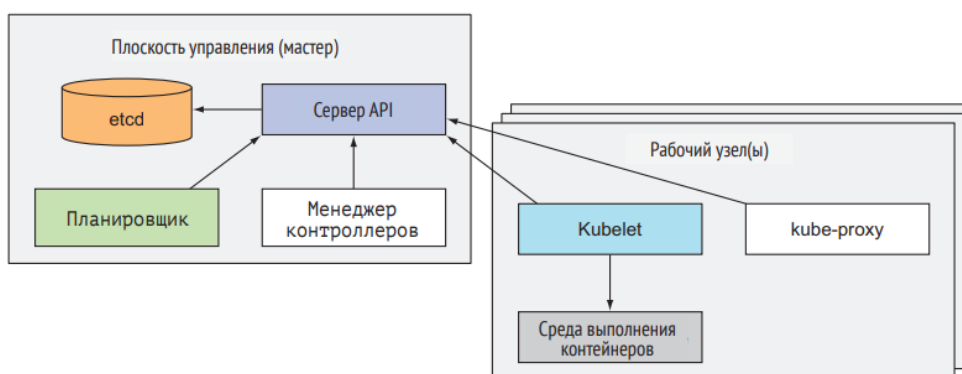 Плоскость управления (мастер)
etcd
Сервер API
Планировщик
Менеджер
контроллеров
Рабочий узел(ы)
Kubelet
kube-proxy
Среда выполнения
контейнеров